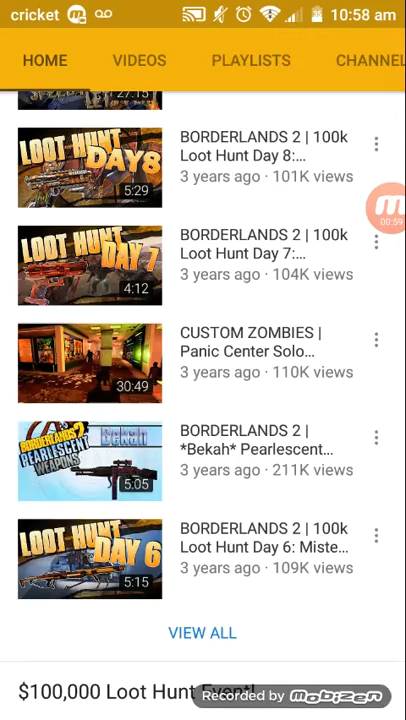 cricket 10:58 am
HOME VIDEOS PLAYLISTS CHANNEL
27:15
LOOT HUNT
DAY 8
5:29
BORDERLANDS 2 | 100k
Loot Hunt Day 8:...
3 years ago · 101K views
00:59
LOOT HUNT
DAY 7
4:12
BORDERLANDS 2 | 100k
Loot Hunt Day 7:...
3 years ago · 104K views
30:49
CUSTOM ZOMBIES |
Panic Center Solo...
3 years ago · 110K views
BORDERLANDS 2
PEARLESCENT
WEAPONS
Bekah
5:05
BORDERLANDS 2 |
*Bekah* Pearlescent...
3 years ago · 211K views
LOOT HUNT
DAY 6
5:15
BORDERLANDS 2 | 100k
Loot Hunt Day 6: Miste...
3 years ago · 109K views
VIEW ALL
$100,000 Loot Hunt Event!
Recorded by mobizen